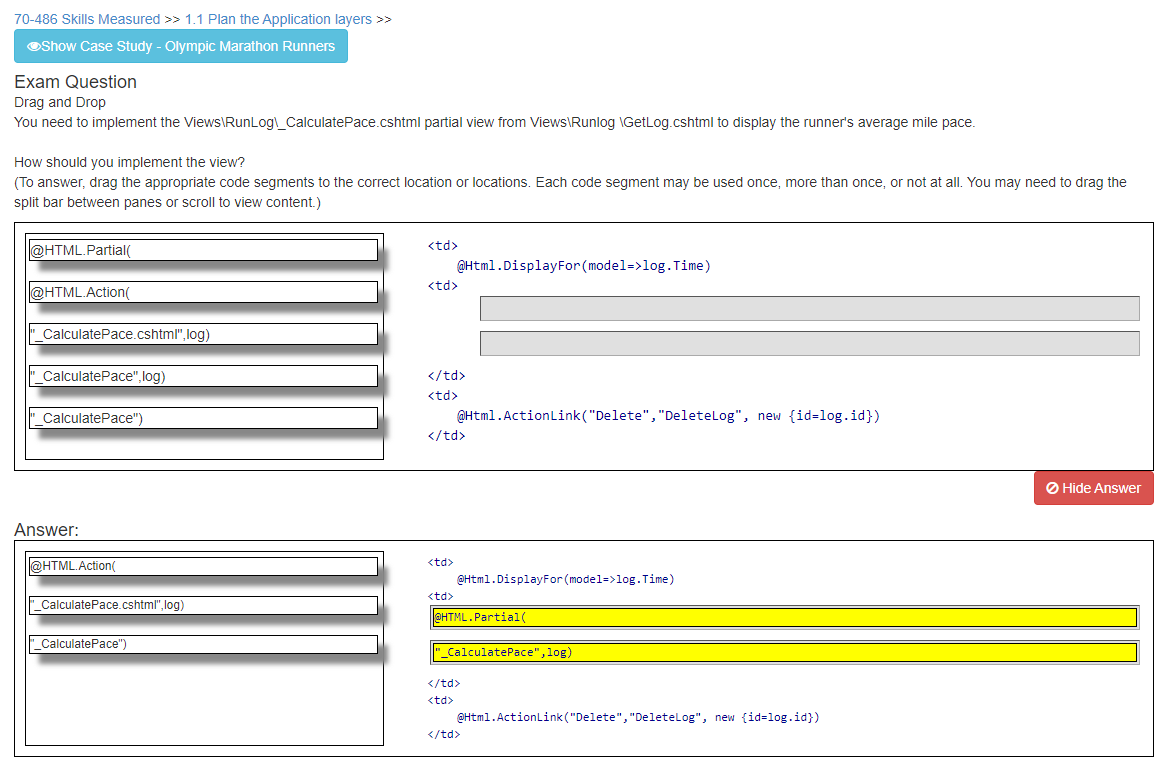 70-486 Skills Measured >> 1.1 Plan the Application layers >>
Show Case Study - Olympic Marathon Runners
Exam Question
Drag and Drop
You need to implement the Views\RunLog\_CalculatePace.cshtml partial view from Views\Runlog \GetLog.cshtml to display the runner's average mile pace.
How should you implement the view?
(To answer, drag the appropriate code segments to the correct location or locations. Each code segment may be used once, more than once, or not at all. You may need to drag the
split bar between panes or scroll to view content.)
@HTML.Partial(
@HTML.Action(
"_CalculatePace.cshtml",log)
"_CalculatePace",log)
"_CalculatePace")
<td>
@Html.DisplayFor(model=>log.Time)
<td>
</td>
<td>
@Html.ActionLink("Delete","DeleteLog", new {id=log.id})
</td>
Hide Answer
Answer:
@HTML.Action(
"_CalculatePace.cshtml",log)
"_CalculatePace")
<td>
@Html.DisplayFor(model=>log.Time)
<td>
@HTML.Partial(
"_CalculatePace",log)
</td>
<td>
@Html.ActionLink("Delete","DeleteLog", new {id=log.id})
</td>